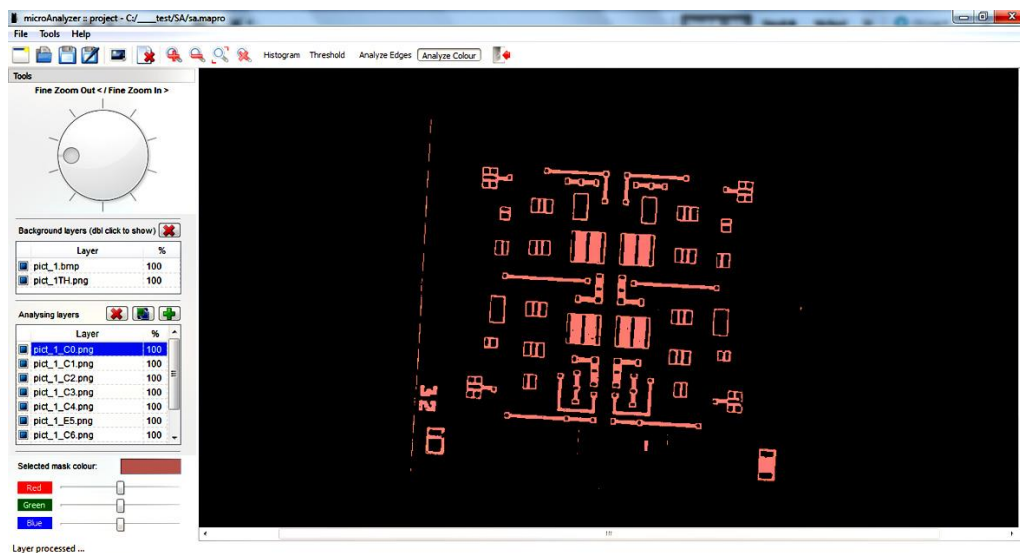 microAnalyzer :: project - C:/____test/SA/sa.mapro
File Tools Help
Histogram Threshold Analyze Edges Analyze Colour
Tools
Fine Zoom Out < / Fine Zoom In >
Background layers (dbl click to show)
Layer %
pict_1.bmp 100
pict_1TH.png 100
Analysing layers
Layer %
pict_1_C0.png 100
pict_1_C1.png 100
pict_1_C2.png 100
pict_1_C3.png 100
pict_1_C4.png 100
pict_1_E5.png 100
pict_1_C6.png 100
Selected mask colour:
Red
Green
Blue
Layer processed ...